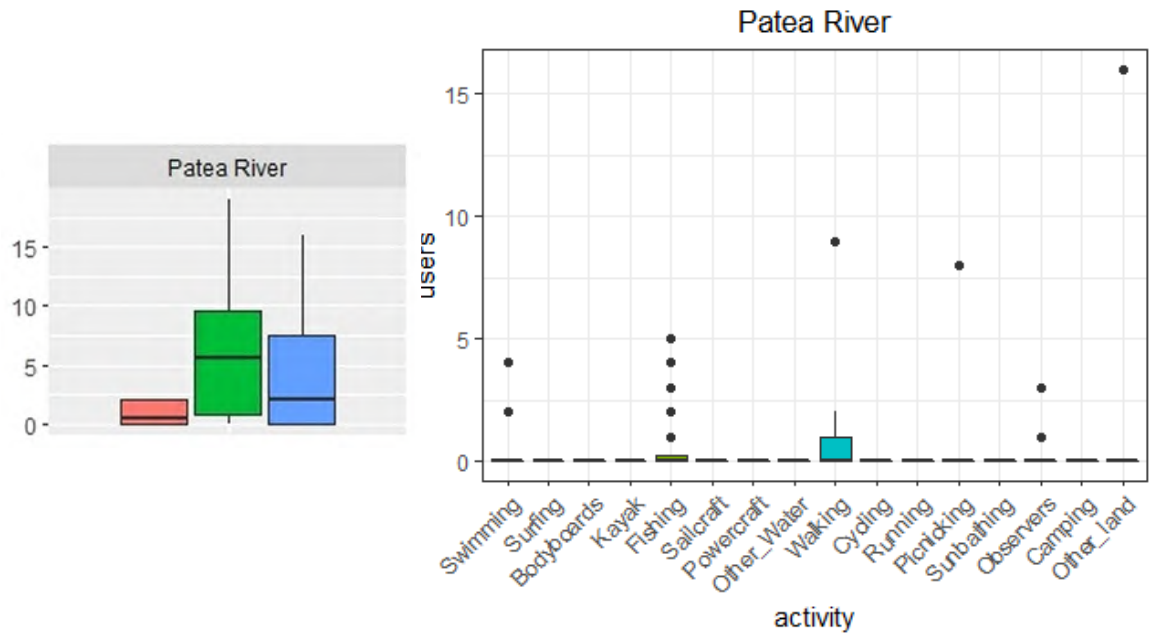 Patea River
15
10
5
0
Patea River
users
15
10
5
0
Swimming
Surfing
Bodyboards
Kayak
Fishing
Sailcraft
Powercraft
Other_Water
Walking
Cycling
Running
Picnicking
Sunbathing
Observers
Camping
Other_land
activity